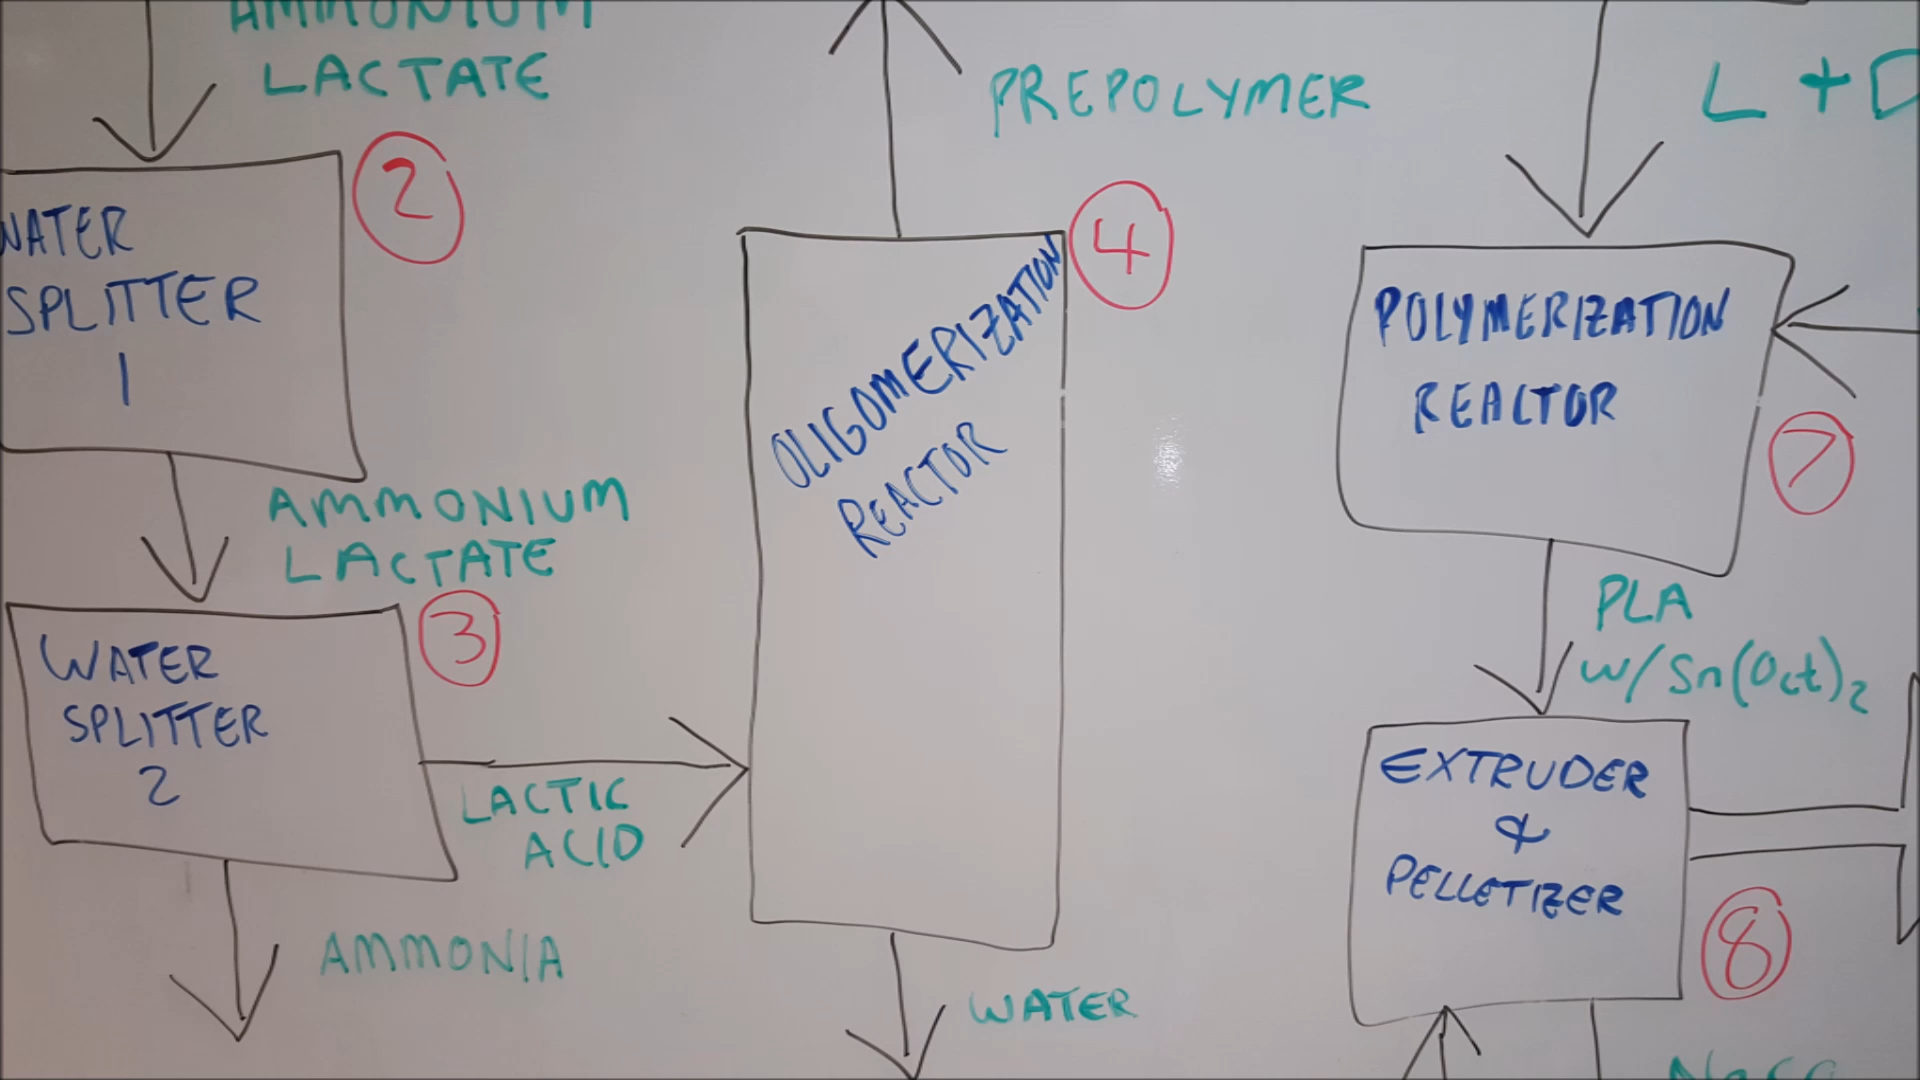 AMMONIUM
LACTATE
2
WATER
SPLITTER
1
AMMONIUM
LACTATE
3
WATER
SPLITTER
2
LACTIC
ACID
AMMONIA
PREPOLYMER
4
OLIGOMERIZATION
REACTOR
WATER
L + D
POLYMERIZATION
REACTOR
7
PLA
w/Sn(Oct)2
EXTRUDER
&
PELLETIZER
8